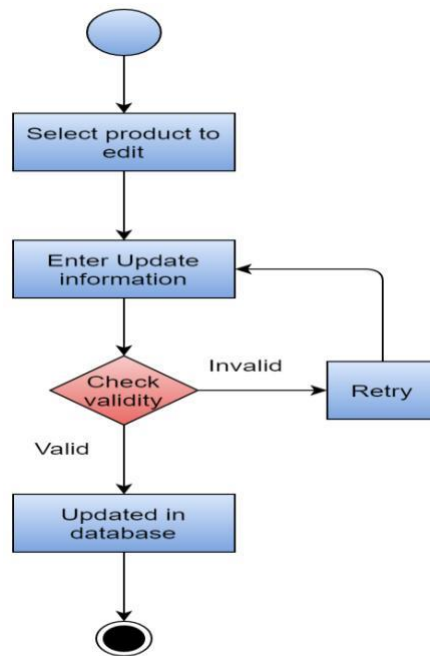 Select product to
edit
Enter Update
information
Check
validity
Invalid
Retry
Valid
Updated in
database